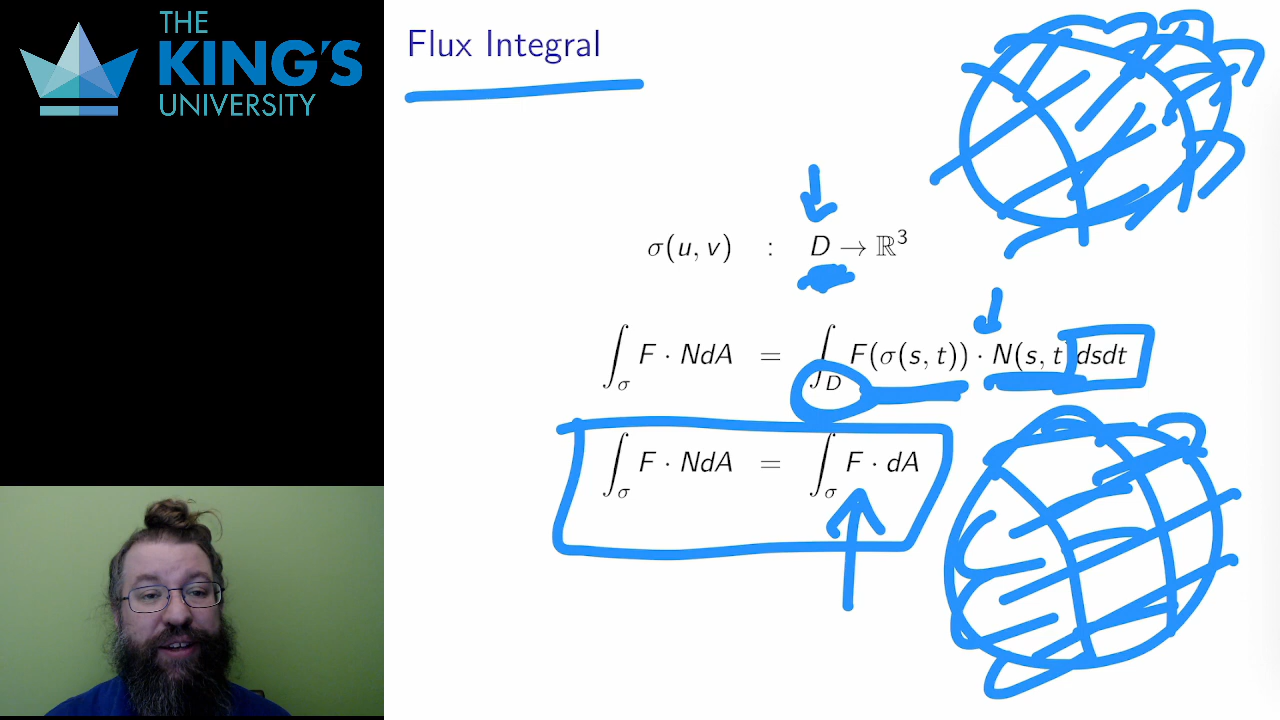 THE
KING'S
UNIVERSITY
Flux Integral
σ(u, v) : D → ℝ³
∫_σ F · NdA = ∫_D F(σ(s, t)) · N(s, t)dsdt
∫_σ F · NdA = ∫_σ F · dA